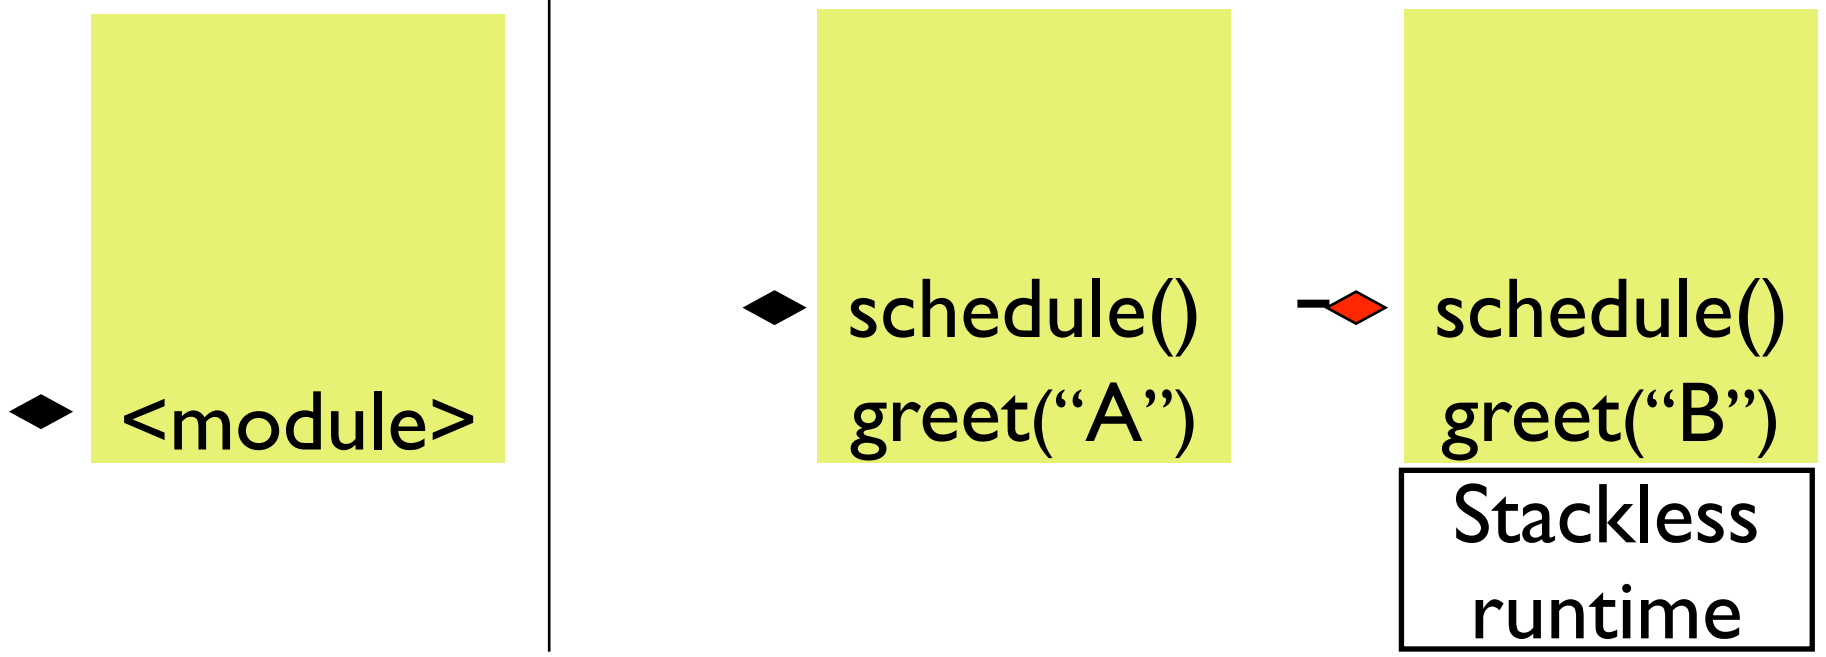 <module>
schedule()
greet(“A”)
schedule()
greet(“B”)
Stackless
runtime